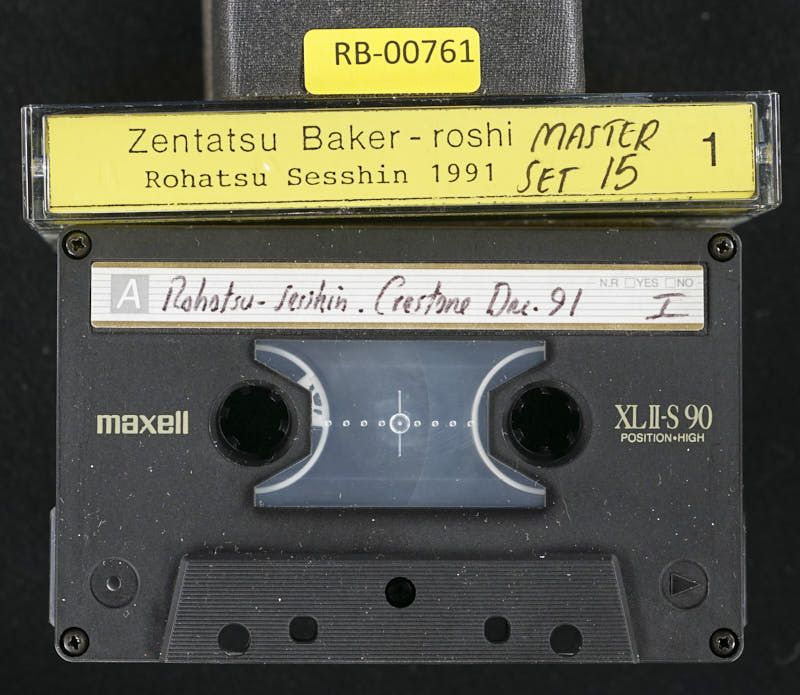 RB-00761
Zentatsu Baker-roshi MASTER 1
Rohatsu Sesshin 1991 SET 15
A Rohatsu-Sesshin. Crestone Dec. 91 N.R □YES □NO I
maxell XLII-S 90
POSITION•HIGH